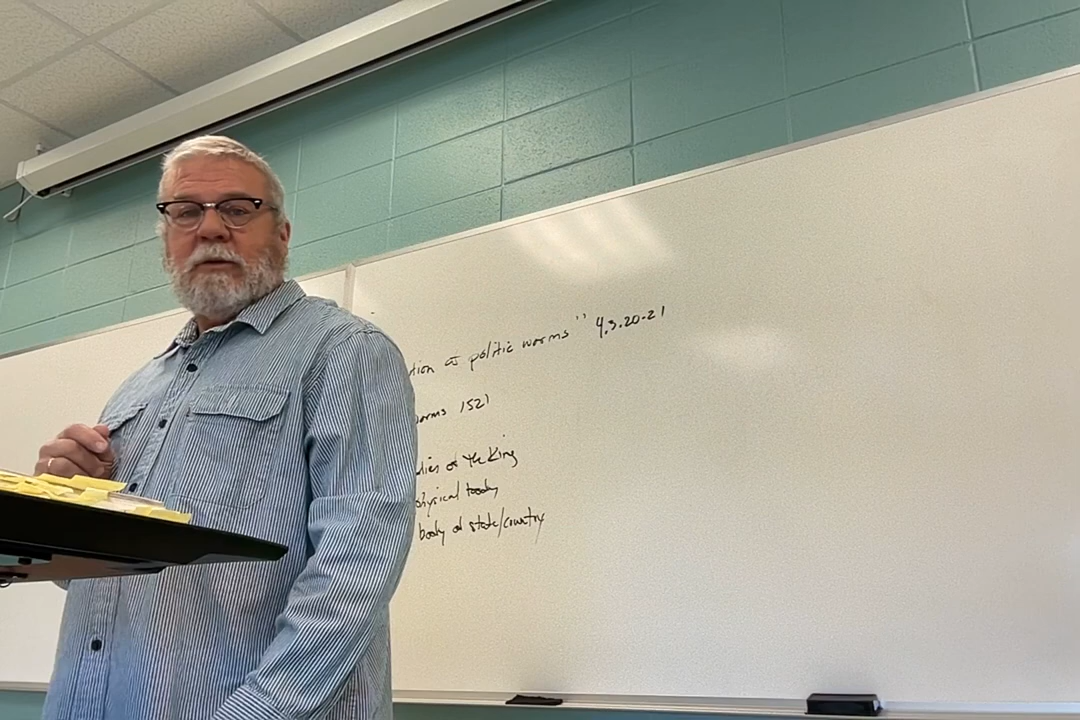 tion of politic worms" 4.3.20-21
orms 1521
dies of the King
physical body
body of state/country